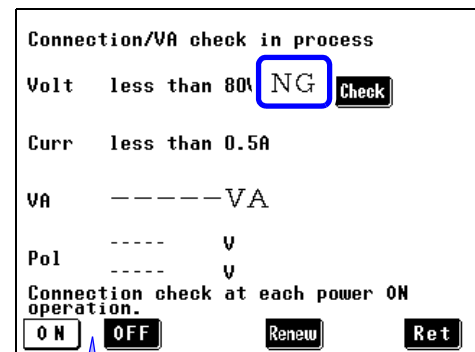 Connection/VA check in process
Volt less than 80V NG Check
Curr less than 0.5A
VA -----VA
----- V
Pol
----- V
Connection check at each power ON
operation.
ON OFF Renew Ret